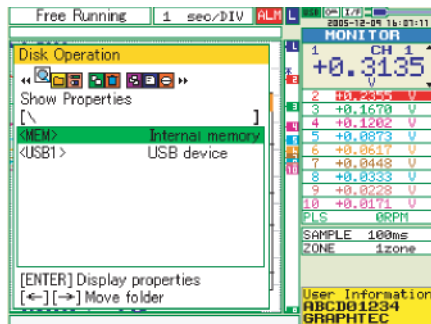 Free Running 1 sec/DIV ALM L
2005-12-09 16:07:11
Disk Operation
Show Properties
[\ ]
<MEM> Internal memory
<USB1> USB device
[ENTER] Display properties
[←][→] Move folder
MONITOR
1 CH 1
+0.3135
V
2 +0.2355 V
3 +0.1670 V
4 +0.1202 V
5 +0.0873 V
6 +0.0617 V
7 +0.0448 V
8 +0.0333 V
9 +0.0228 V
10 +0.0171 V
PLS 0RPM
SAMPLE 100ms
ZONE 1zone
User Information
ABCD01234
GRAPHTEC